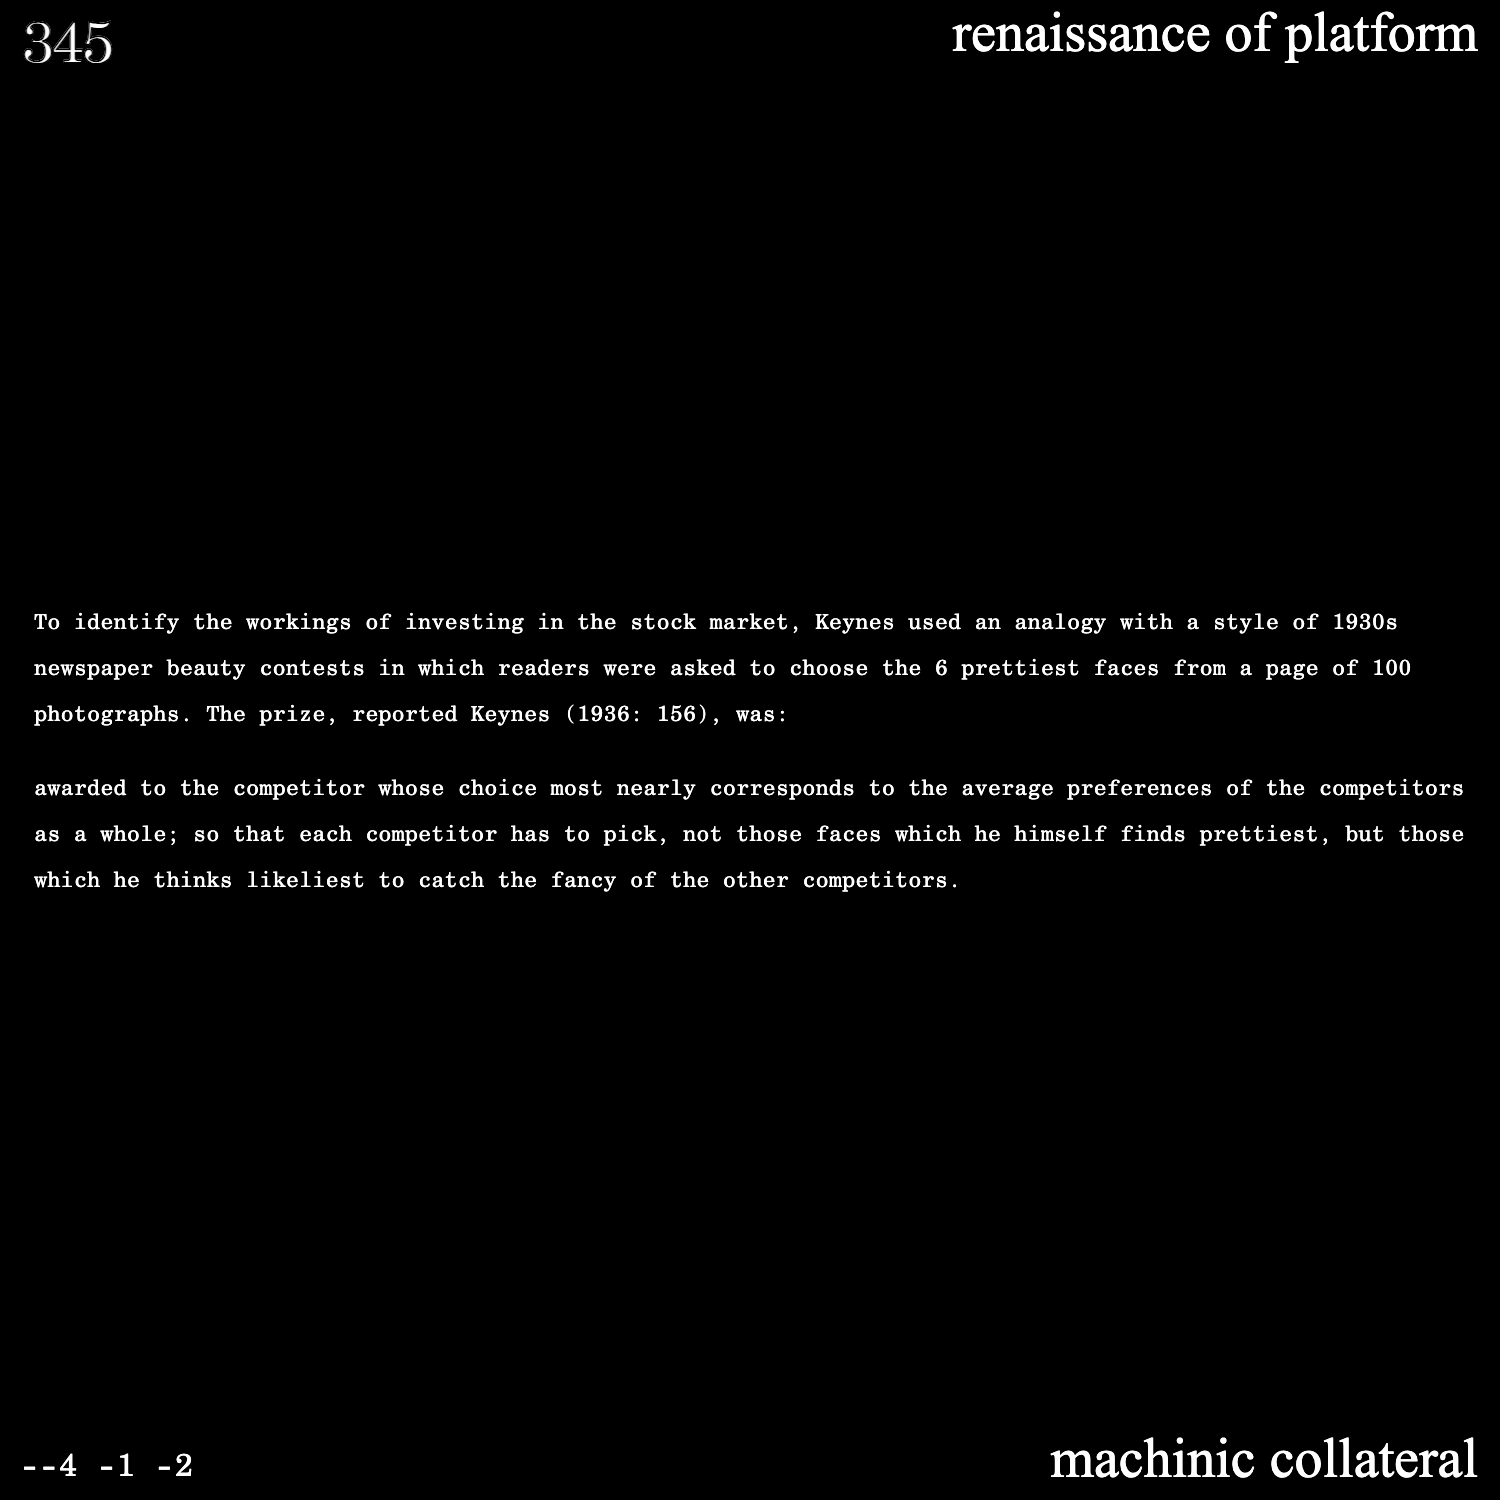 345
renaissance of platform
To identify the workings of investing in the stock market, Keynes used an analogy with a style of 1930s
newspaper beauty contests in which readers were asked to choose the 6 prettiest faces from a page of 100
photographs. The prize, reported Keynes (1936: 156), was:
awarded to the competitor whose choice most nearly corresponds to the average preferences of the competitors
as a whole; so that each competitor has to pick, not those faces which he himself finds prettiest, but those
which he thinks likeliest to catch the fancy of the other competitors.
--4 -1 -2
machinic collateral